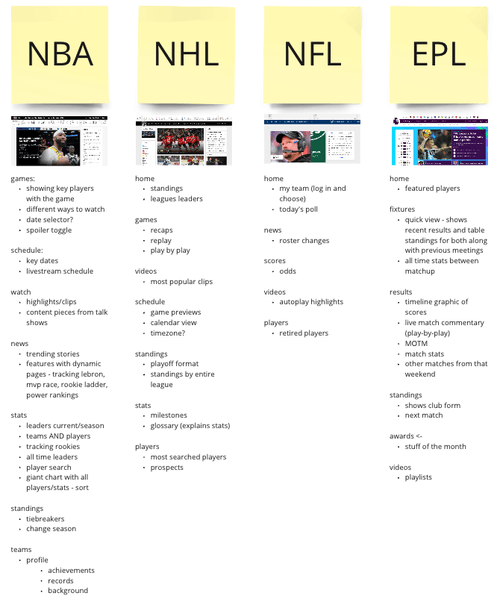 NBA
games:
showing key players
with the game
different ways to watch
date selector?
spoiler toggle
schedule:
key dates
livestream schedule
watch
highlights/clips
content pieces from talk
shows
news
trending stories
features with dynamic
pages - tracking lebron,
mvp race, rookie ladder,
power rankings
stats
leaders current/season
teams AND players
tracking rookies
all time leaders
player search
giant chart with all
players/stats - sort
standings
tiebreakers
change season
teams
profile
achievements
records
background
NHL
home
standings
leagues leaders
games
recaps
replay
play by play
videos
most popular clips
schedule
game previews
calendar view
timezone?
standings
playoff format
standings by entire
league
stats
milestones
glossary (explains stats)
players
most searched players
prospects
NFL
home
my team (log in and
choose)
today's poll
news
roster changes
scores
odds
videos
autoplay highlights
players
retired players
EPL
home
featured players
fixtures
quick view - shows
recent results and table
standings for both along
with previous meetings
all time stats between
matchup
results
timeline graphic of
scores
live match commentary
(play-by-play)
MOTM
match stats
other matches from that
weekend
standings
shows club form
next match
awards <-
stuff of the month
videos
playlists